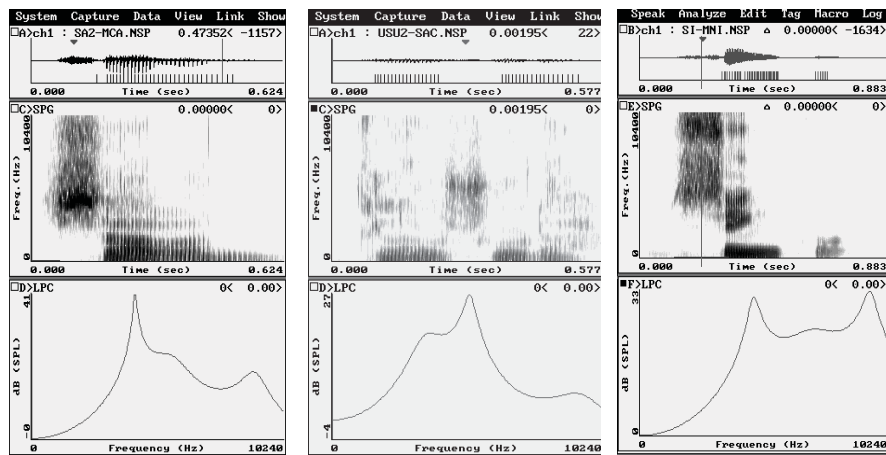 System Capture Data View Link Show
A>ch1 : SA2-MCA.NSP 0.47352< -1157>
0.000 Time (sec) 0.624
C>SPG 0.00000< 0>
10400
Freq.(Hz)
0
0.000 Time (sec) 0.624
D>LPC 0< 0.00>
41
dB (SPL)
-0
0 Frequency (Hz) 10240
System Capture Data View Link Show
A>ch1 : USU2-SAC.NSP 0.00195< 22>
0.000 Time (sec) 0.577
C>SPG 0.00195< 0>
10400
Freq.(Hz)
0
0.000 Time (sec) 0.577
D>LPC 0< 0.00>
27
dB (SPL)
-4
0 Frequency (Hz) 10240
Speak Analyze Edit Tag Macro Log
B>ch1 : SI-MNI.NSP 0.00000< -1634)
0.000 Time (sec) 0.883
E>SPG 0.00000< 0>
10400
Freq.(Hz)
0
0.000 Time (sec) 0.883
F>LPC 0< 0.00>
33
dB (SPL)
0
0 Frequency (Hz) 10240